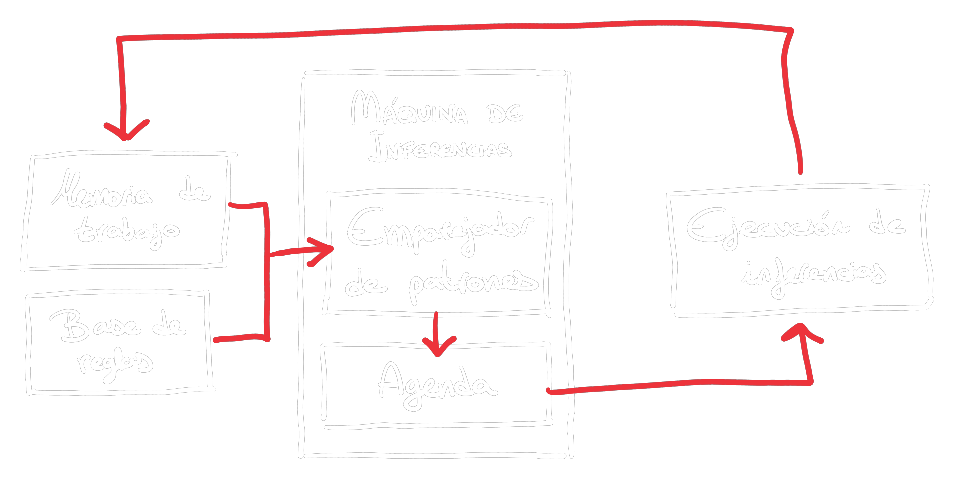 MÁQUINA DE
INFERENCIAS
Memoria de
trabajo
Base de
reglas
Emparejador
de patrones
Agenda
Ejecución de
inferencias